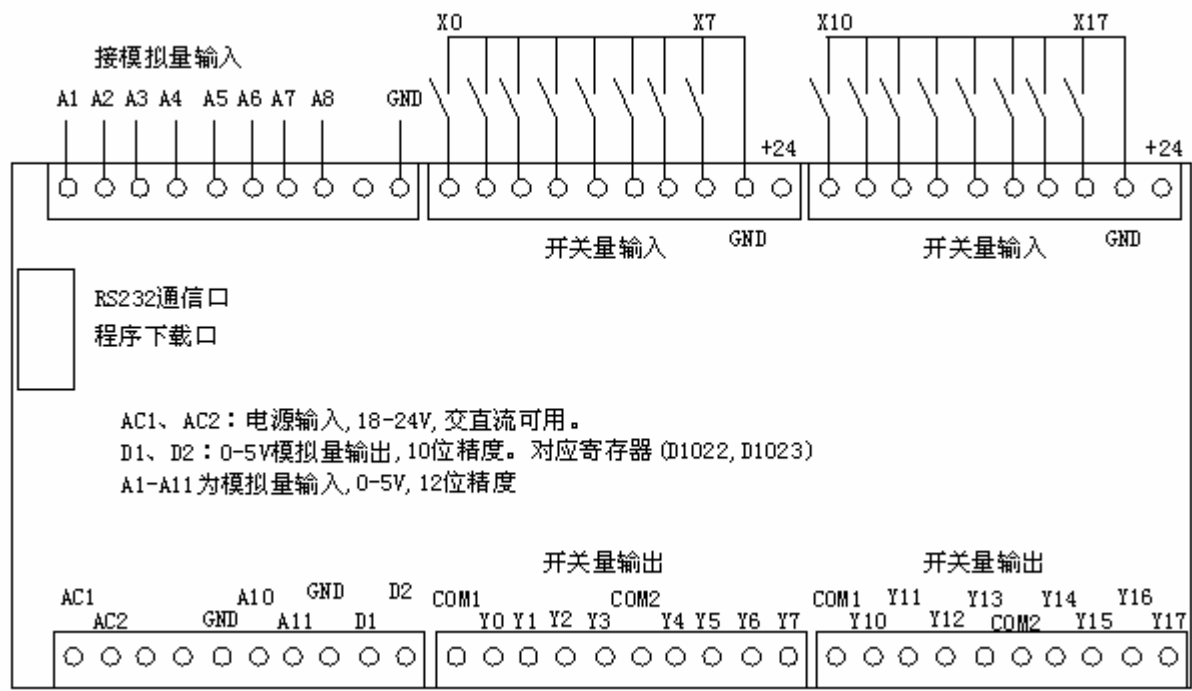 X0 X7 X10 X17
接模拟量输入
A1 A2 A3 A4 A5 A6 A7 A8 GND
+24 +24
GND GND
开关量输入 开关量输入
RS232通信口
程序下载口
AC1、AC2：电源输入,18-24V,交直流可用。
D1、D2：0-5V模拟量输出,10位精度。对应寄存器(D1022,D1023)
A1-A11为模拟量输入,0-5V,12位精度
开关量输出 开关量输出
AC1 A10 GND D2 COM1 COM2 COM1 Y11 Y13 Y14 Y16
AC2 GND A11 D1 Y0 Y1 Y2 Y3 Y4 Y5 Y6 Y7 Y10 Y12 COM2 Y15 Y17